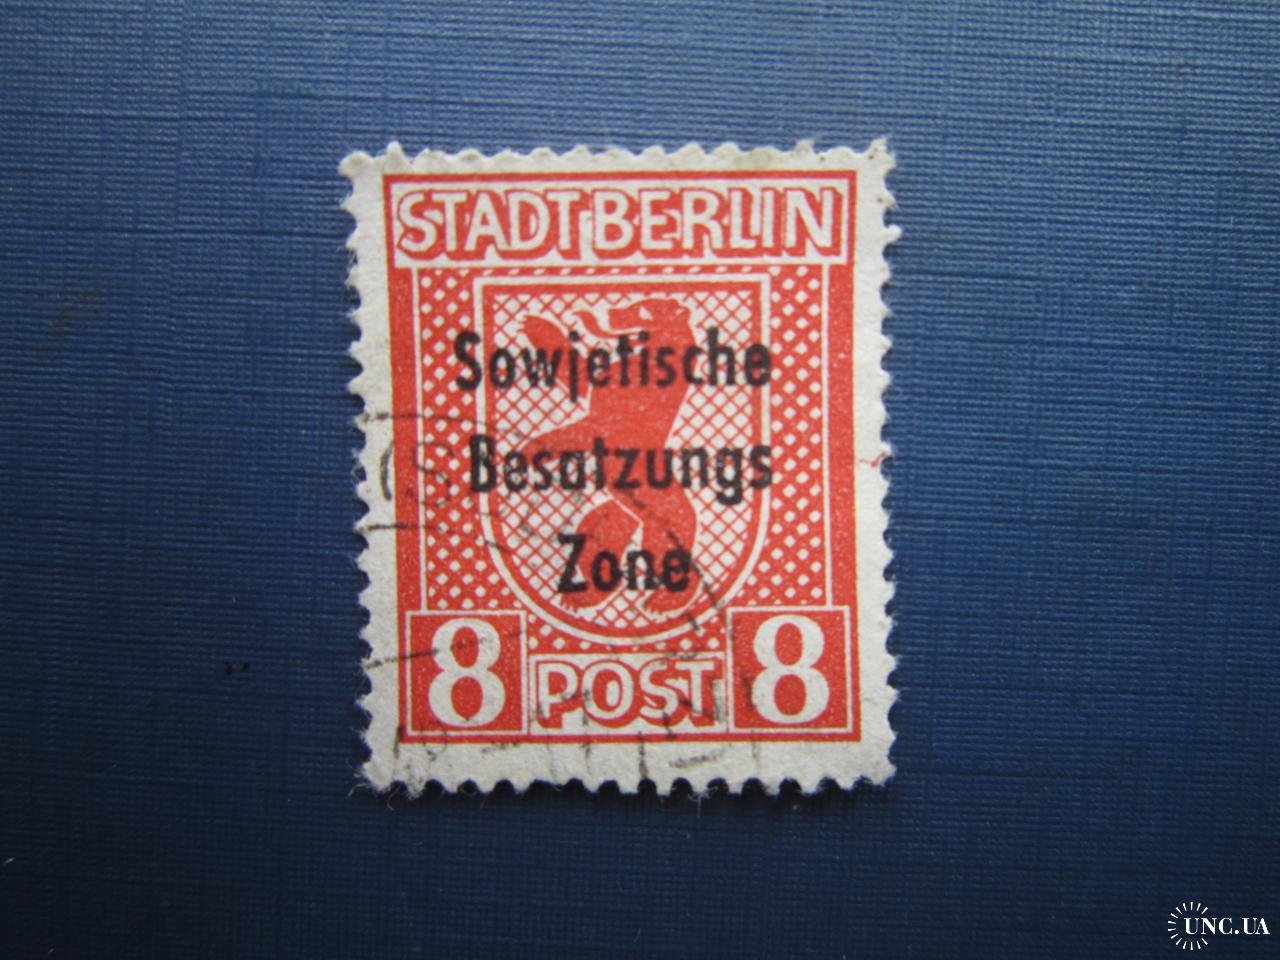 STADT BERLIN
Sowjetische
Besatzungs
Zone
8 POST 8
UNC.UA